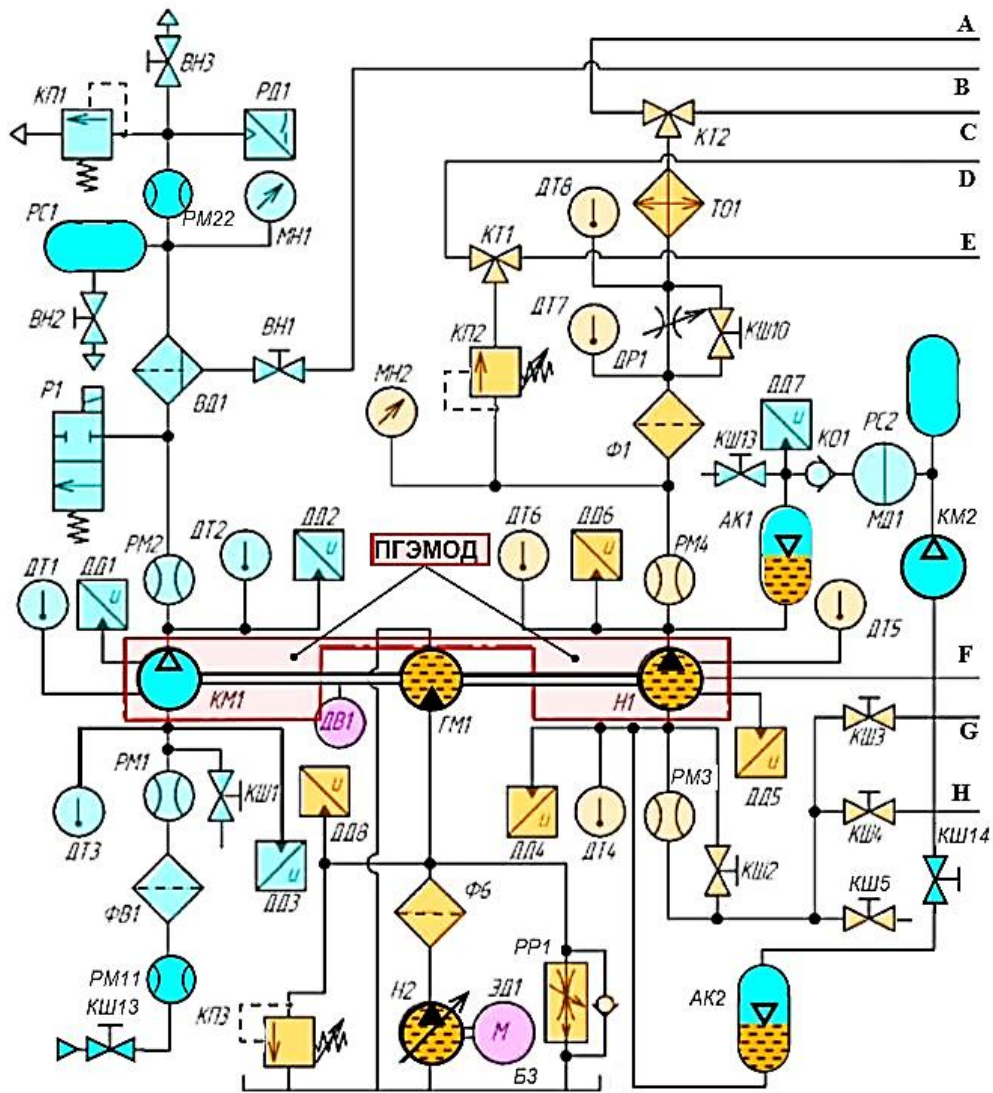 A
ВН3
КП1
РД1
B
КТ2
C
D
ДТ8
РМ22
РС1
МН1
ТО1
КТ1
E
ВН2
ДТ7
ВН1
КП2
КШ10
ДР1
МН2
ДД7
Р1
ВД1
u
КШ13
КО1
РС2
Ф1
ДТ2
ДД2
ДТ6
ДД6
АК1
МД1
КМ2
РМ2
u
ПГЭМОД
u
РМ4
ДТ1
ДД1
u
ДТ5
F
КМ1
ДВ1
ГМ1
Н1
КШ3
G
РМ1
u
РМ3
u
КШ1
u
ДД5
H
ДТ3
ДД8
ДД4
ДТ4
КШ4
КШ14
u
КШ2
ФВ1
ДД3
Ф6
КШ5
РР1
РМ11
Н2
ЭД1
АК2
КШ13
КП3
М
Б3